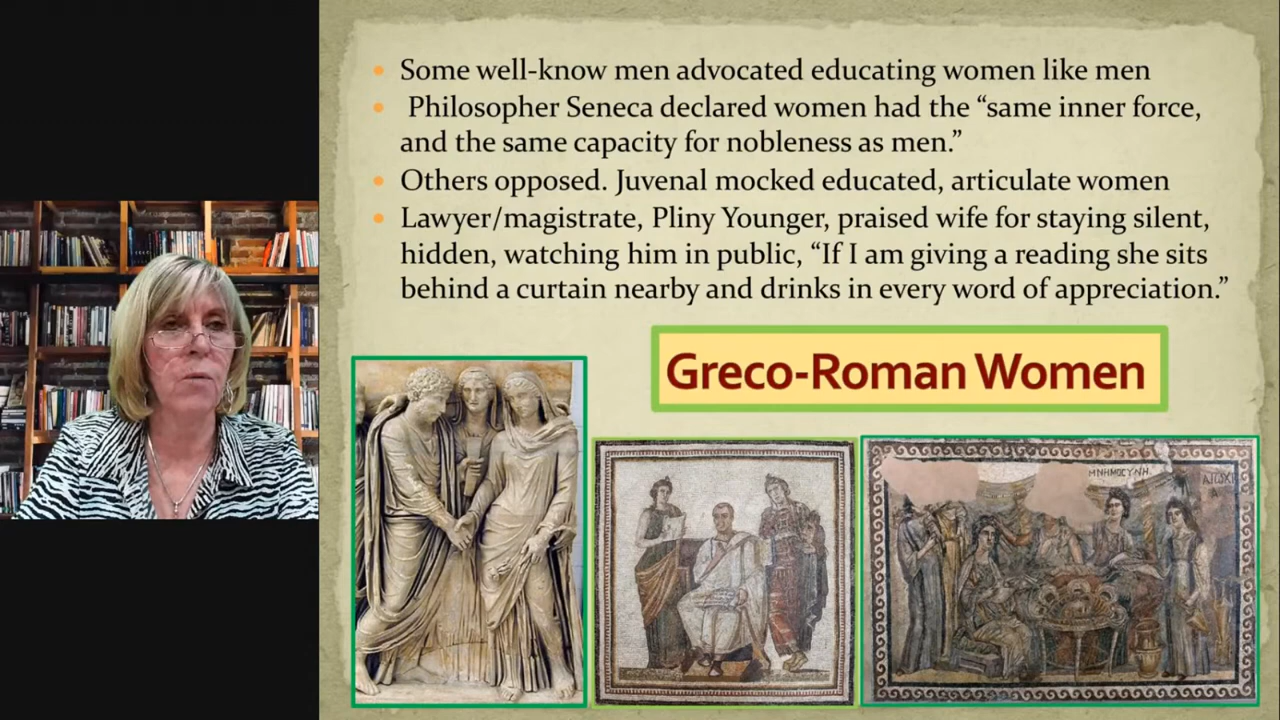 Some well-know men advocated educating women like men
Philosopher Seneca declared women had the “same inner force,
and the same capacity for nobleness as men.”
Others opposed. Juvenal mocked educated, articulate women
Lawyer/magistrate, Pliny Younger, praised wife for staying silent,
hidden, watching him in public, “If I am giving a reading she sits
behind a curtain nearby and drinks in every word of appreciation.”
Greco-Roman Women
ΜΝΗΜΟСΥΝΗ